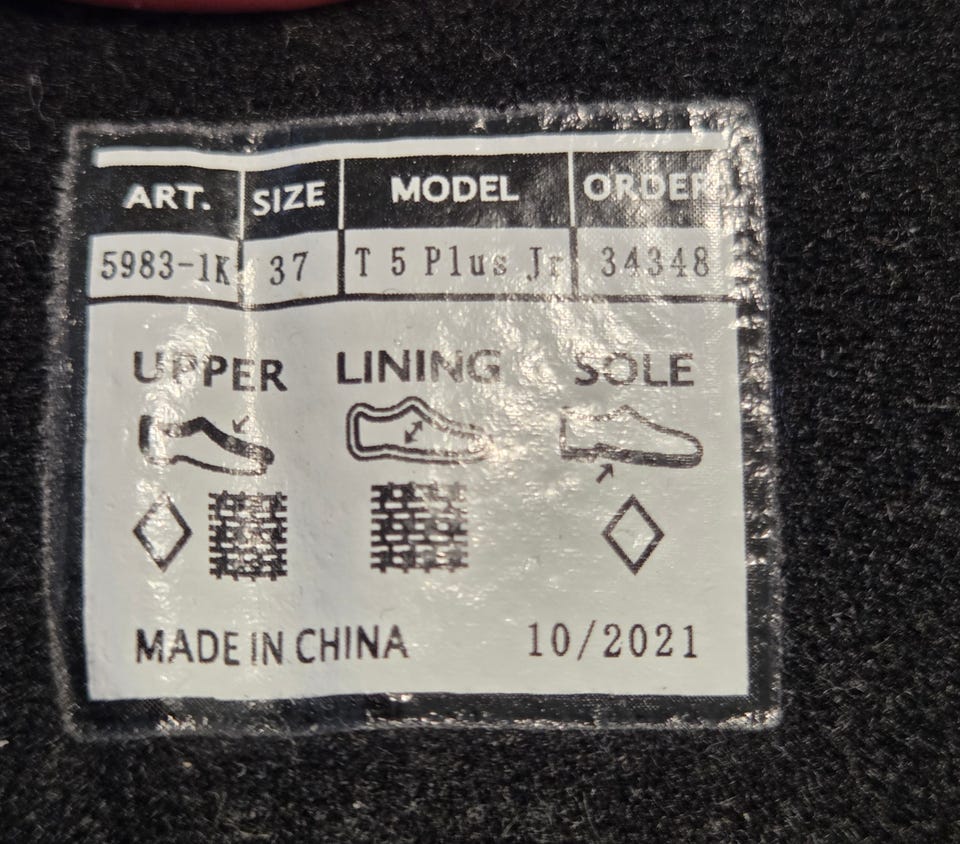 ART. SIZE MODEL ORDER
5983-1K 37 T 5 Plus Jr 34348
UPPER LINING SOLE
MADE IN CHINA 10/2021